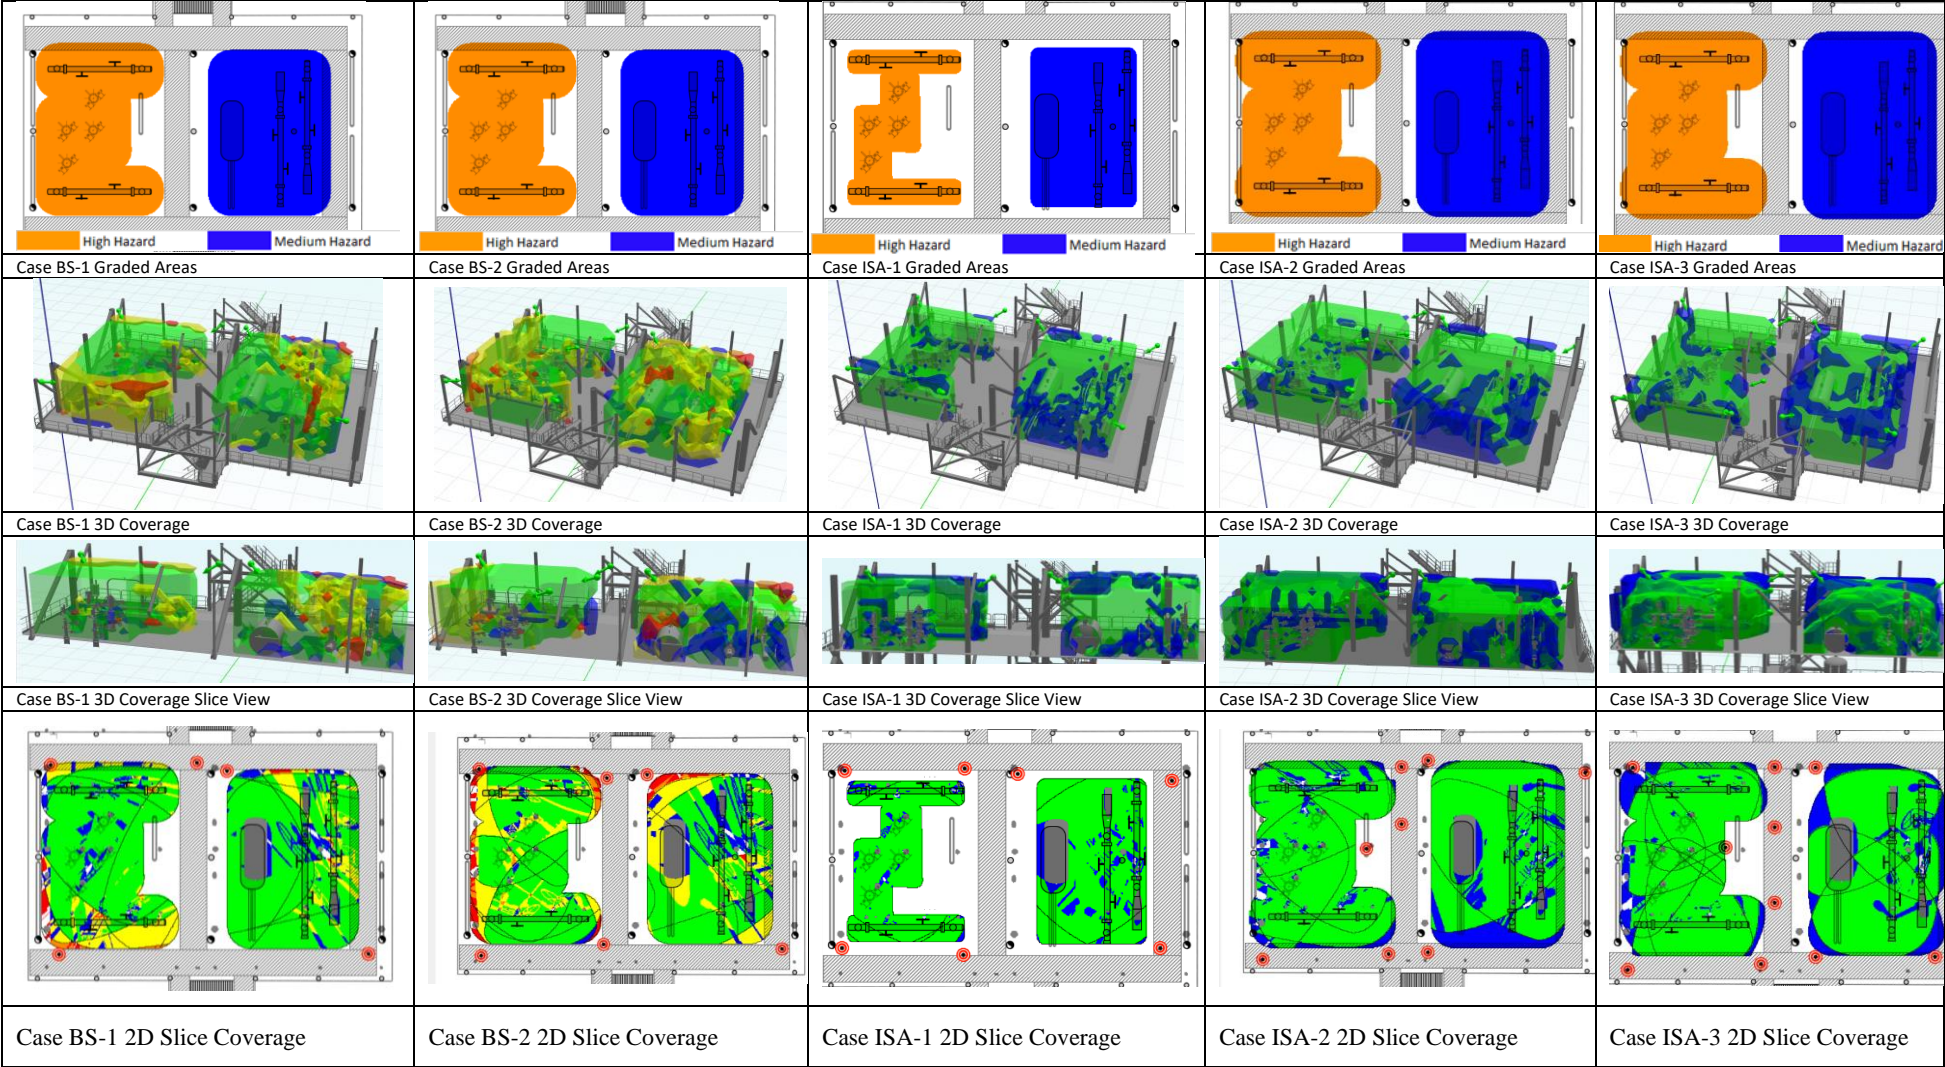 High Hazard Medium Hazard
High Hazard Medium Hazard
High Hazard Medium Hazard
High Hazard Medium Hazard
High Hazard Medium Hazard
Case BS-1 Graded Areas
Case BS-2 Graded Areas
Case ISA-1 Graded Areas
Case ISA-2 Graded Areas
Case ISA-3 Graded Areas
Case BS-1 3D Coverage
Case BS-2 3D Coverage
Case ISA-1 3D Coverage
Case ISA-2 3D Coverage
Case ISA-3 3D Coverage
Case BS-1 3D Coverage Slice View
Case BS-2 3D Coverage Slice View
Case ISA-1 3D Coverage Slice View
Case ISA-2 3D Coverage Slice View
Case ISA-3 3D Coverage Slice View
Case BS-1 2D Slice Coverage
Case BS-2 2D Slice Coverage
Case ISA-1 2D Slice Coverage
Case ISA-2 2D Slice Coverage
Case ISA-3 2D Slice Coverage